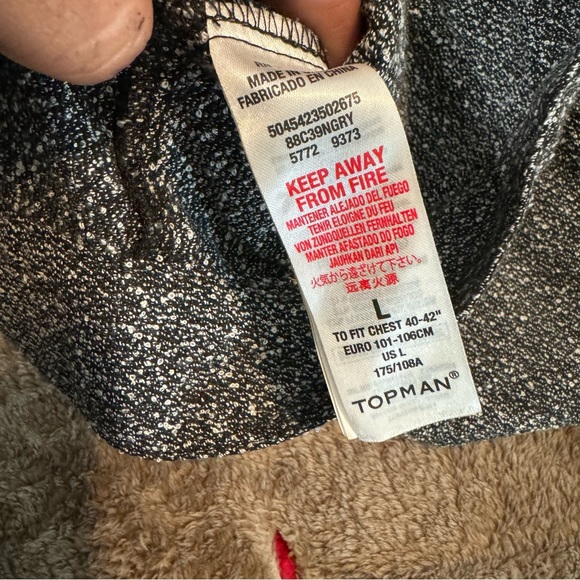 MADE IN
FABRICADO EN CHINA
5045423502675
88C39NGRY
5772 9373
KEEP AWAY
FROM FIRE
MANTENER ALEJADO DEL FUEGO
TENIR ELOIGNE DU FEU
VON ZUNDQUELLEN FERNHALTEN
MANTER AFASTADO DO FOGO
JAUHKAN DARI API
火気から遠ざけて下さい。
远离火源
L
TO FIT CHEST 40-42"
EURO 101-106CM
US L
175/108A
TOPMAN®